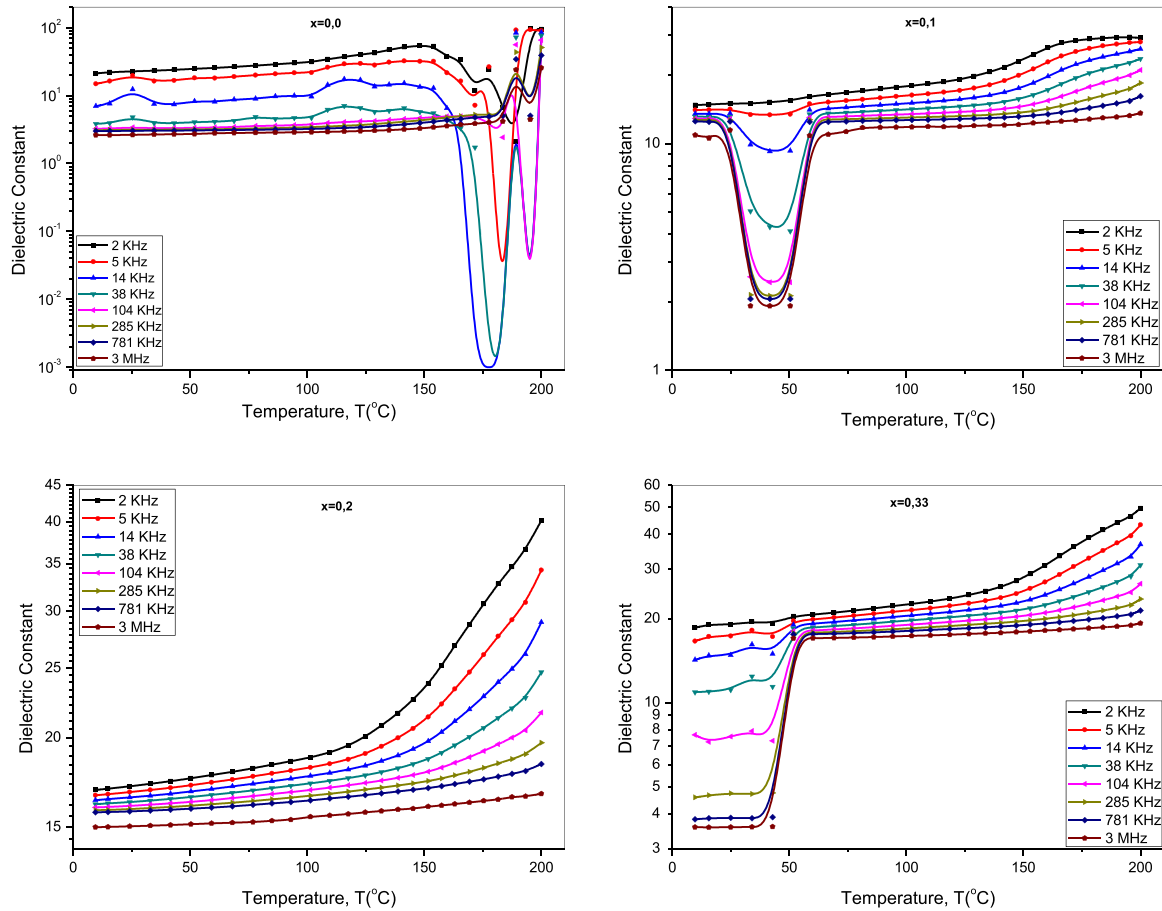 x=0,0
Dielectric Constant
10²
10¹
10⁰
10⁻¹
10⁻²
10⁻³
2 KHz
5 KHz
14 KHz
38 KHz
104 KHz
285 KHz
781 KHz
3 MHz
0 50 100 150 200
Temperature, T(°C)
x=0,1
Dielectric Constant
10
1
2 KHz
5 KHz
14 KHz
38 KHz
104 KHz
285 KHz
781 KHz
3 MHz
0 50 100 150 200
Temperature, T(°C)
x=0,2
Dielectric Constant
45
40
35
30
25
20
15
2 KHz
5 KHz
14 KHz
38 KHz
104 KHz
285 KHz
781 KHz
3 MHz
0 50 100 150 200
Temperature, T(°C)
x=0,33
Dielectric Constant
60
50
40
30
20
10
9
8
7
6
5
4
3
2 KHz
5 KHz
14 KHz
38 KHz
104 KHz
285 KHz
781 KHz
3 MHz
0 50 100 150 200
Temperature, T(°C)